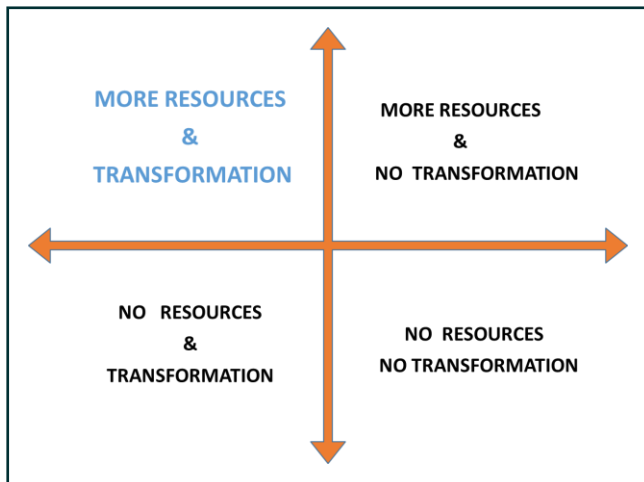 MORE RESOURCES
&
TRANSFORMATION
MORE RESOURCES
&
NO TRANSFORMATION
NO RESOURCES
&
TRANSFORMATION
NO RESOURCES
NO TRANSFORMATION